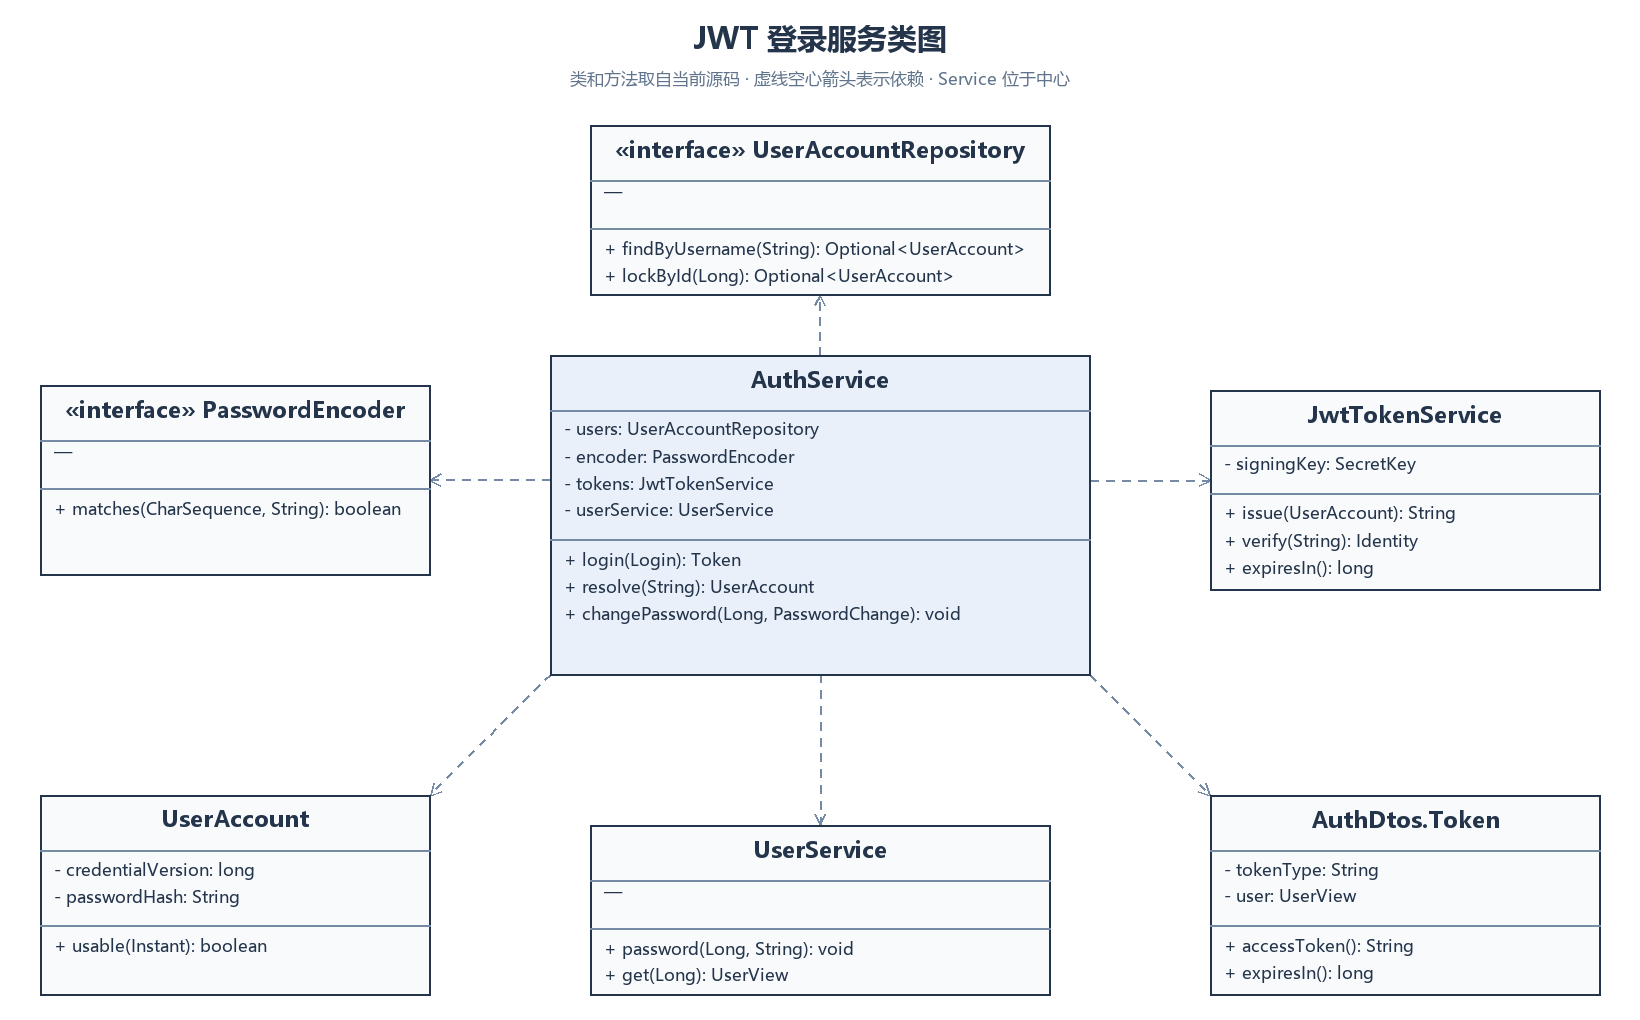 JWT 登录服务类图
类和方法取自当前源码 · 虚线空心箭头表示依赖 · Service 位于中心
«interface» UserAccountRepository
—
+ findByUsername(String): Optional<UserAccount>
+ lockById(Long): Optional<UserAccount>
«interface» PasswordEncoder
—
+ matches(CharSequence, String): boolean
AuthService
- users: UserAccountRepository
- encoder: PasswordEncoder
- tokens: JwtTokenService
- userService: UserService
+ login(Login): Token
+ resolve(String): UserAccount
+ changePassword(Long, PasswordChange): void
JwtTokenService
- signingKey: SecretKey
+ issue(UserAccount): String
+ verify(String): Identity
+ expiresIn(): long
UserAccount
- credentialVersion: long
- passwordHash: String
+ usable(Instant): boolean
UserService
—
+ password(Long, String): void
+ get(Long): UserView
AuthDtos.Token
- tokenType: String
- user: UserView
+ accessToken(): String
+ expiresIn(): long